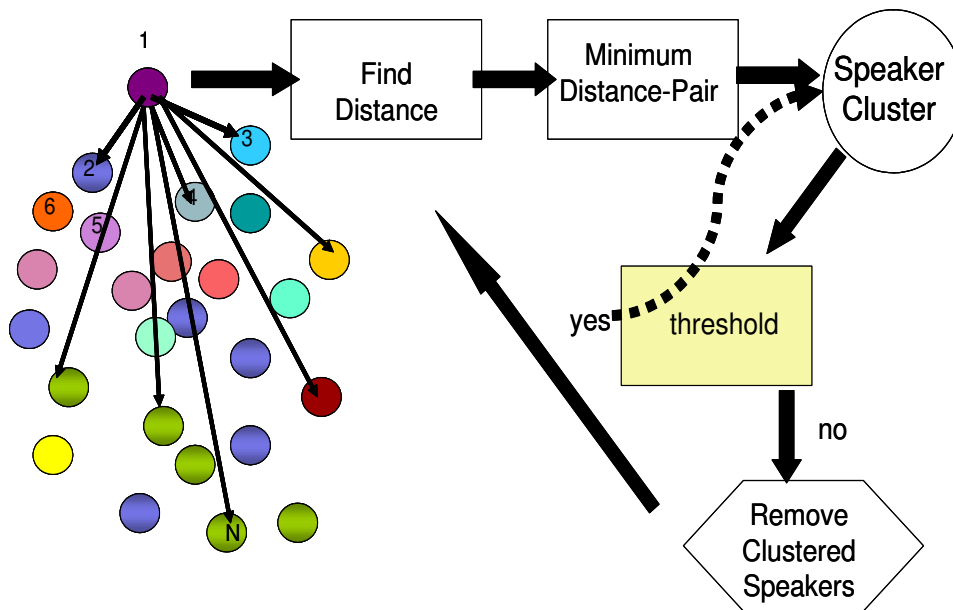 1
2
3
4
5
6
N
Find
Distance
Minimum
Distance-Pair
Speaker
Cluster
yes
threshold
no
Remove
Clustered
Speakers